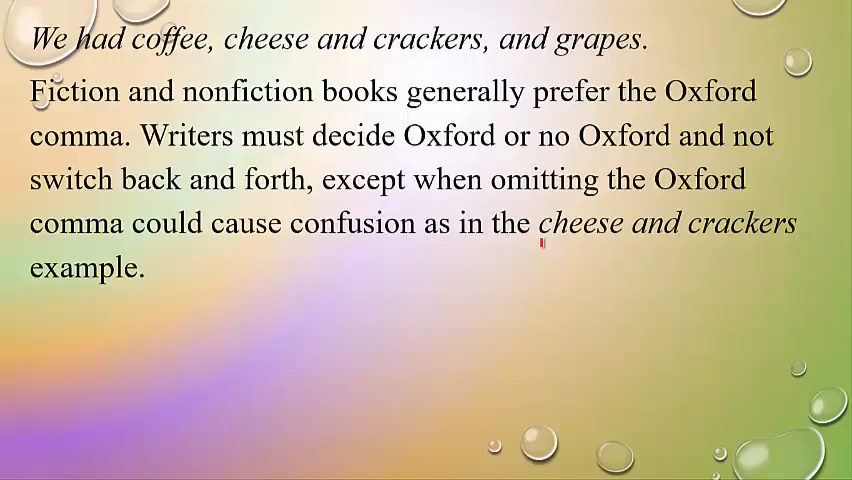 We had coffee, cheese and crackers, and grapes.
Fiction and nonfiction books generally prefer the Oxford
comma. Writers must decide Oxford or no Oxford and not
switch back and forth, except when omitting the Oxford
comma could cause confusion as in the cheese and crackers
example.